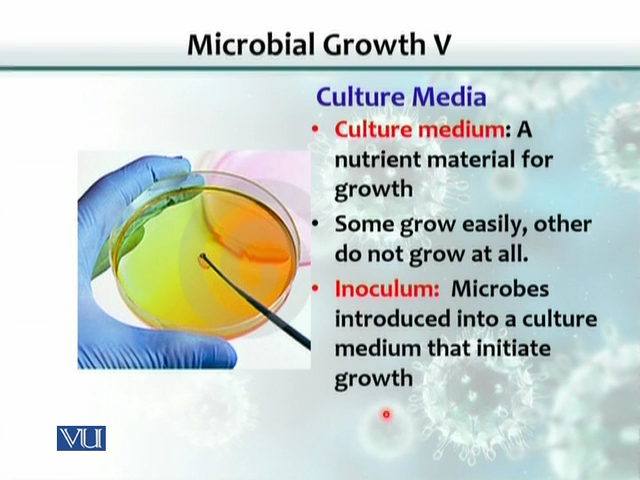 Microbial Growth V
Culture Media
• Culture medium: A
nutrient material for
growth
• Some grow easily, other
do not grow at all.
• Inoculum: Microbes
introduced into a culture
medium that initiate
growth
VU